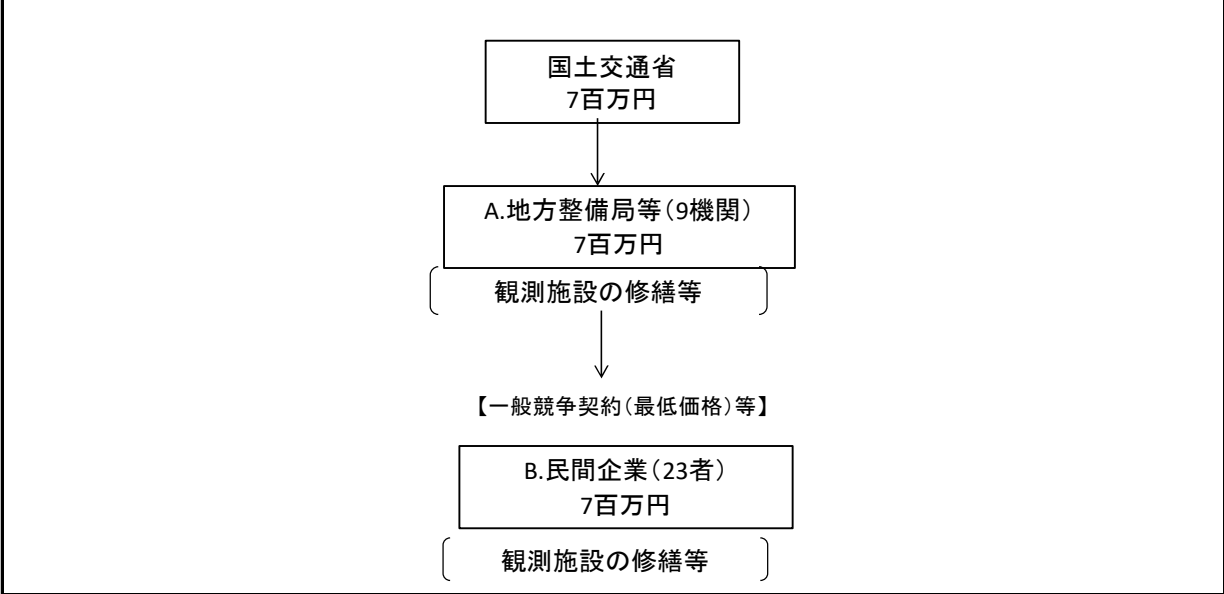 国土交通省
7百万円
A.地方整備局等(9機関)
7百万円
観測施設の修繕等
【一般競争契約(最低価格)等】
B.民間企業(23者)
7百万円
観測施設の修繕等